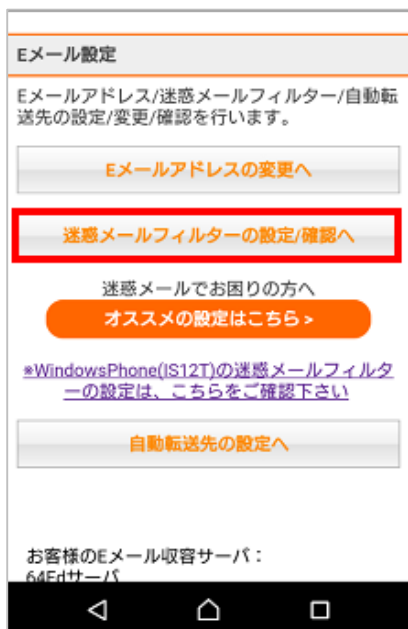 Eメール設定
Eメールアドレス/迷惑メールフィルター/自動転
送先の設定/変更/確認を行います。
Eメールアドレスの変更へ
迷惑メールフィルターの設定/確認へ
迷惑メールでお困りの方へ
オススメの設定はこちら >
※WindowsPhone(IS12T)の迷惑メールフィルタ
ーの設定は、こちらをご確認下さい
自動転送先の設定へ
お客様のEメール収容サーバ：
64Edサーバ